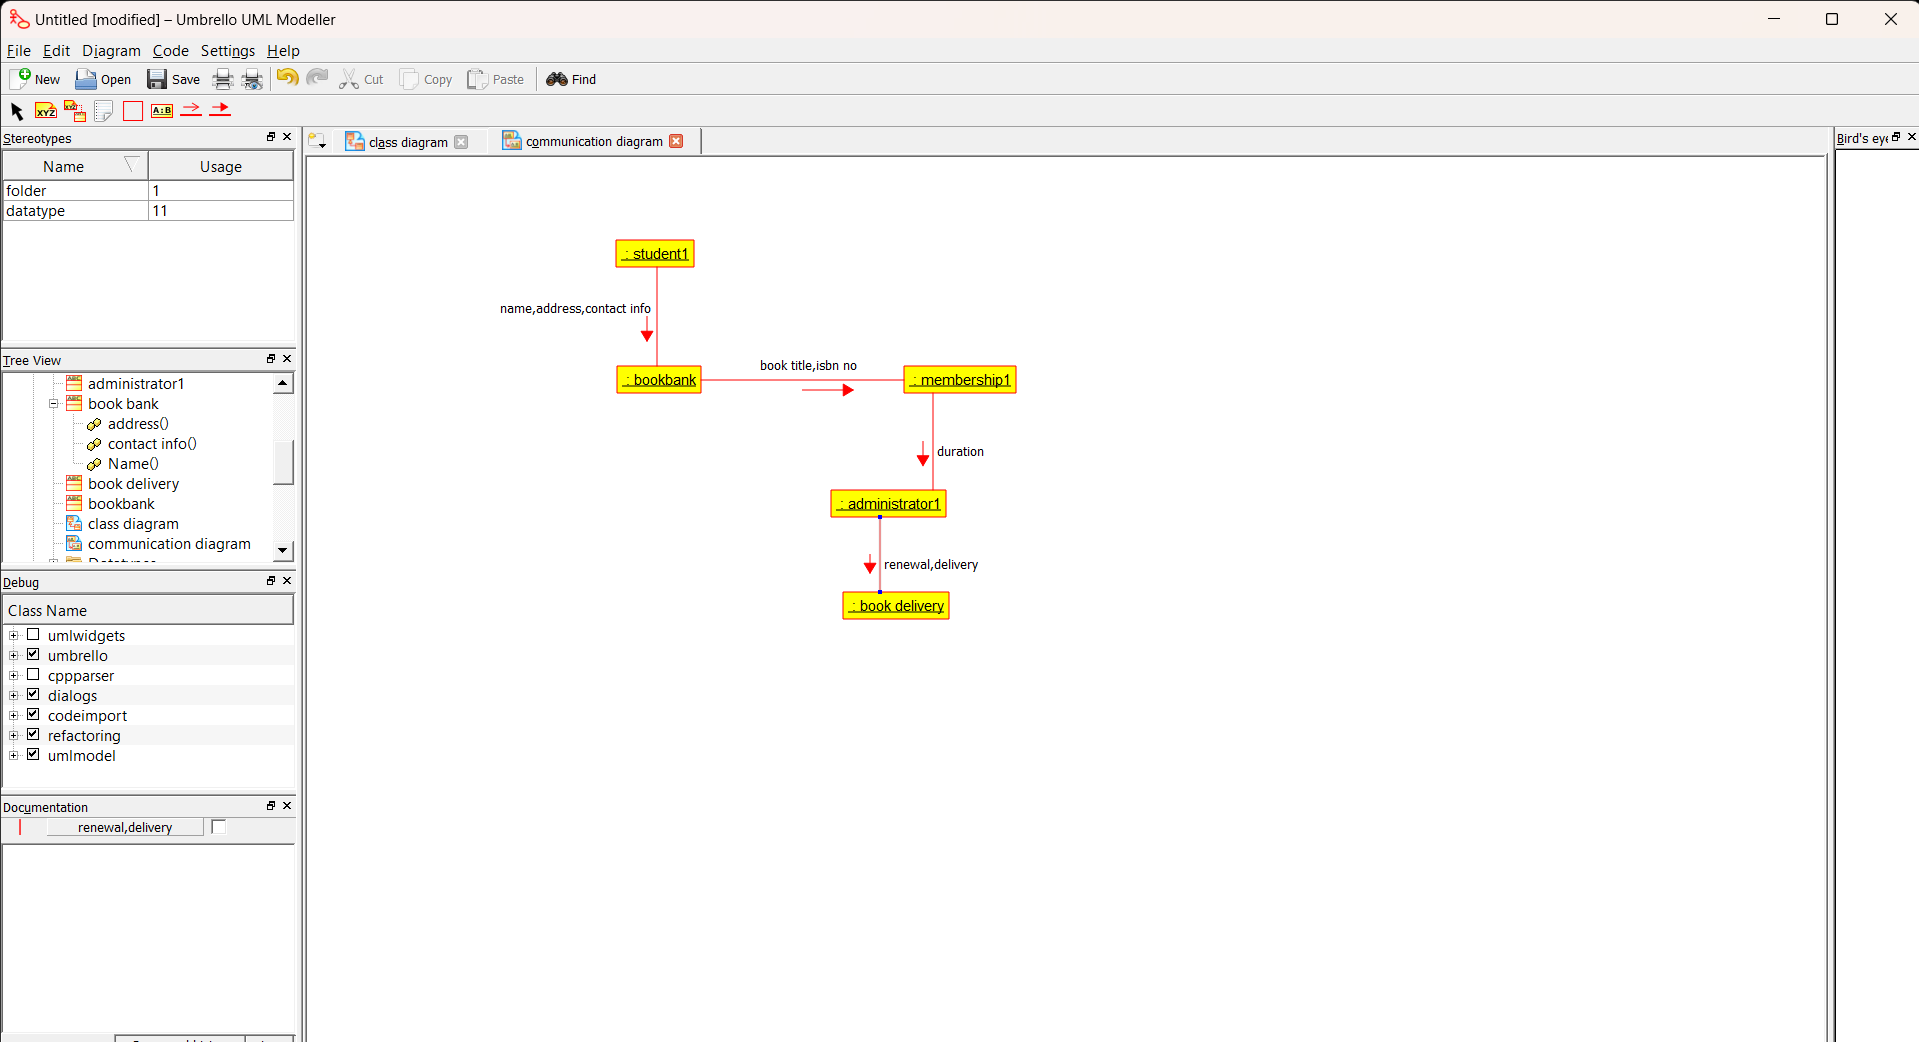 Untitled [modified] – Umbrello UML Modeller
File Edit Diagram Code Settings Help
New Open Save Cut Copy Paste Find
XYZ XYZ A:B
Stereotypes
Name Usage
folder 1
datatype 11
Tree View
administrator1
book bank
address()
contact info()
Name()
book delivery
bookbank
class diagram
communication diagram
Datatypes
Debug
Class Name
umlwidgets
umbrello
cppparser
dialogs
codeimport
refactoring
umlmodel
Documentation
renewal,delivery
class diagram communication diagram
: student1
name,address,contact info
: bookbank
book title,isbn no
: membership1
duration
: administrator1
renewal,delivery
: book delivery
Bird's eye